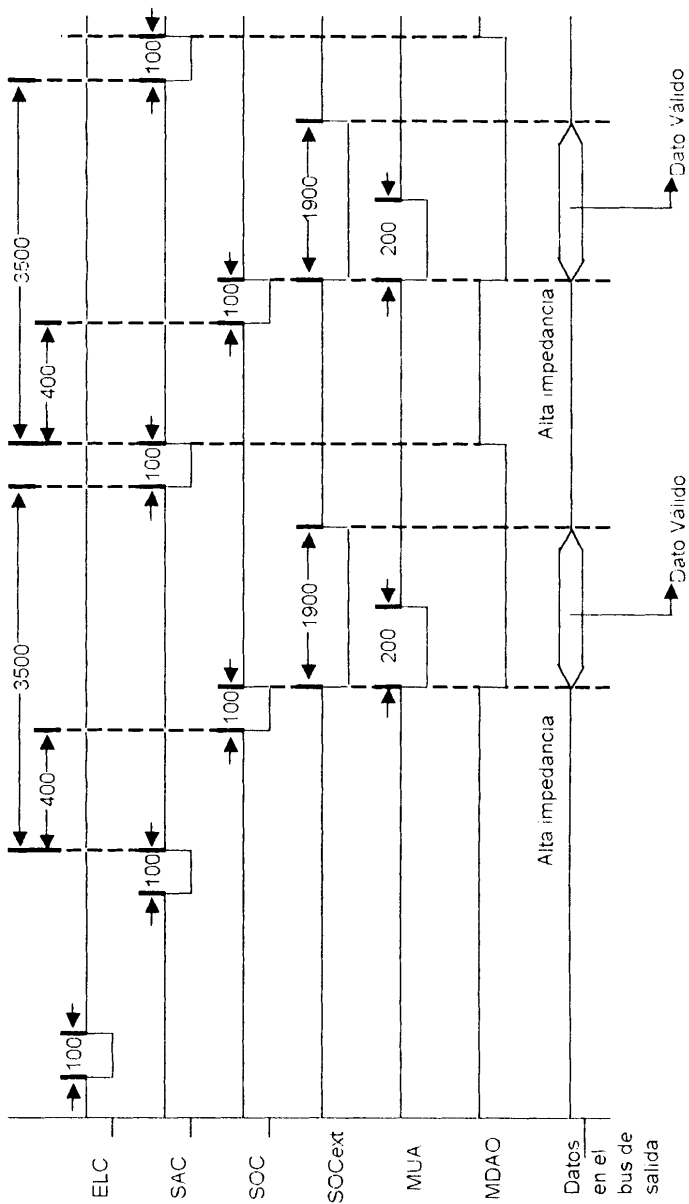 3500 3500
400 400
ELC 100
SAC 100 100 100
SOC 100 100
SOCext 1900 1900
MUA 200 200
MDAO
Alta impedancia Alta impedancia
Datos
en el
bus de
salida
Dato Válido Dato Válido